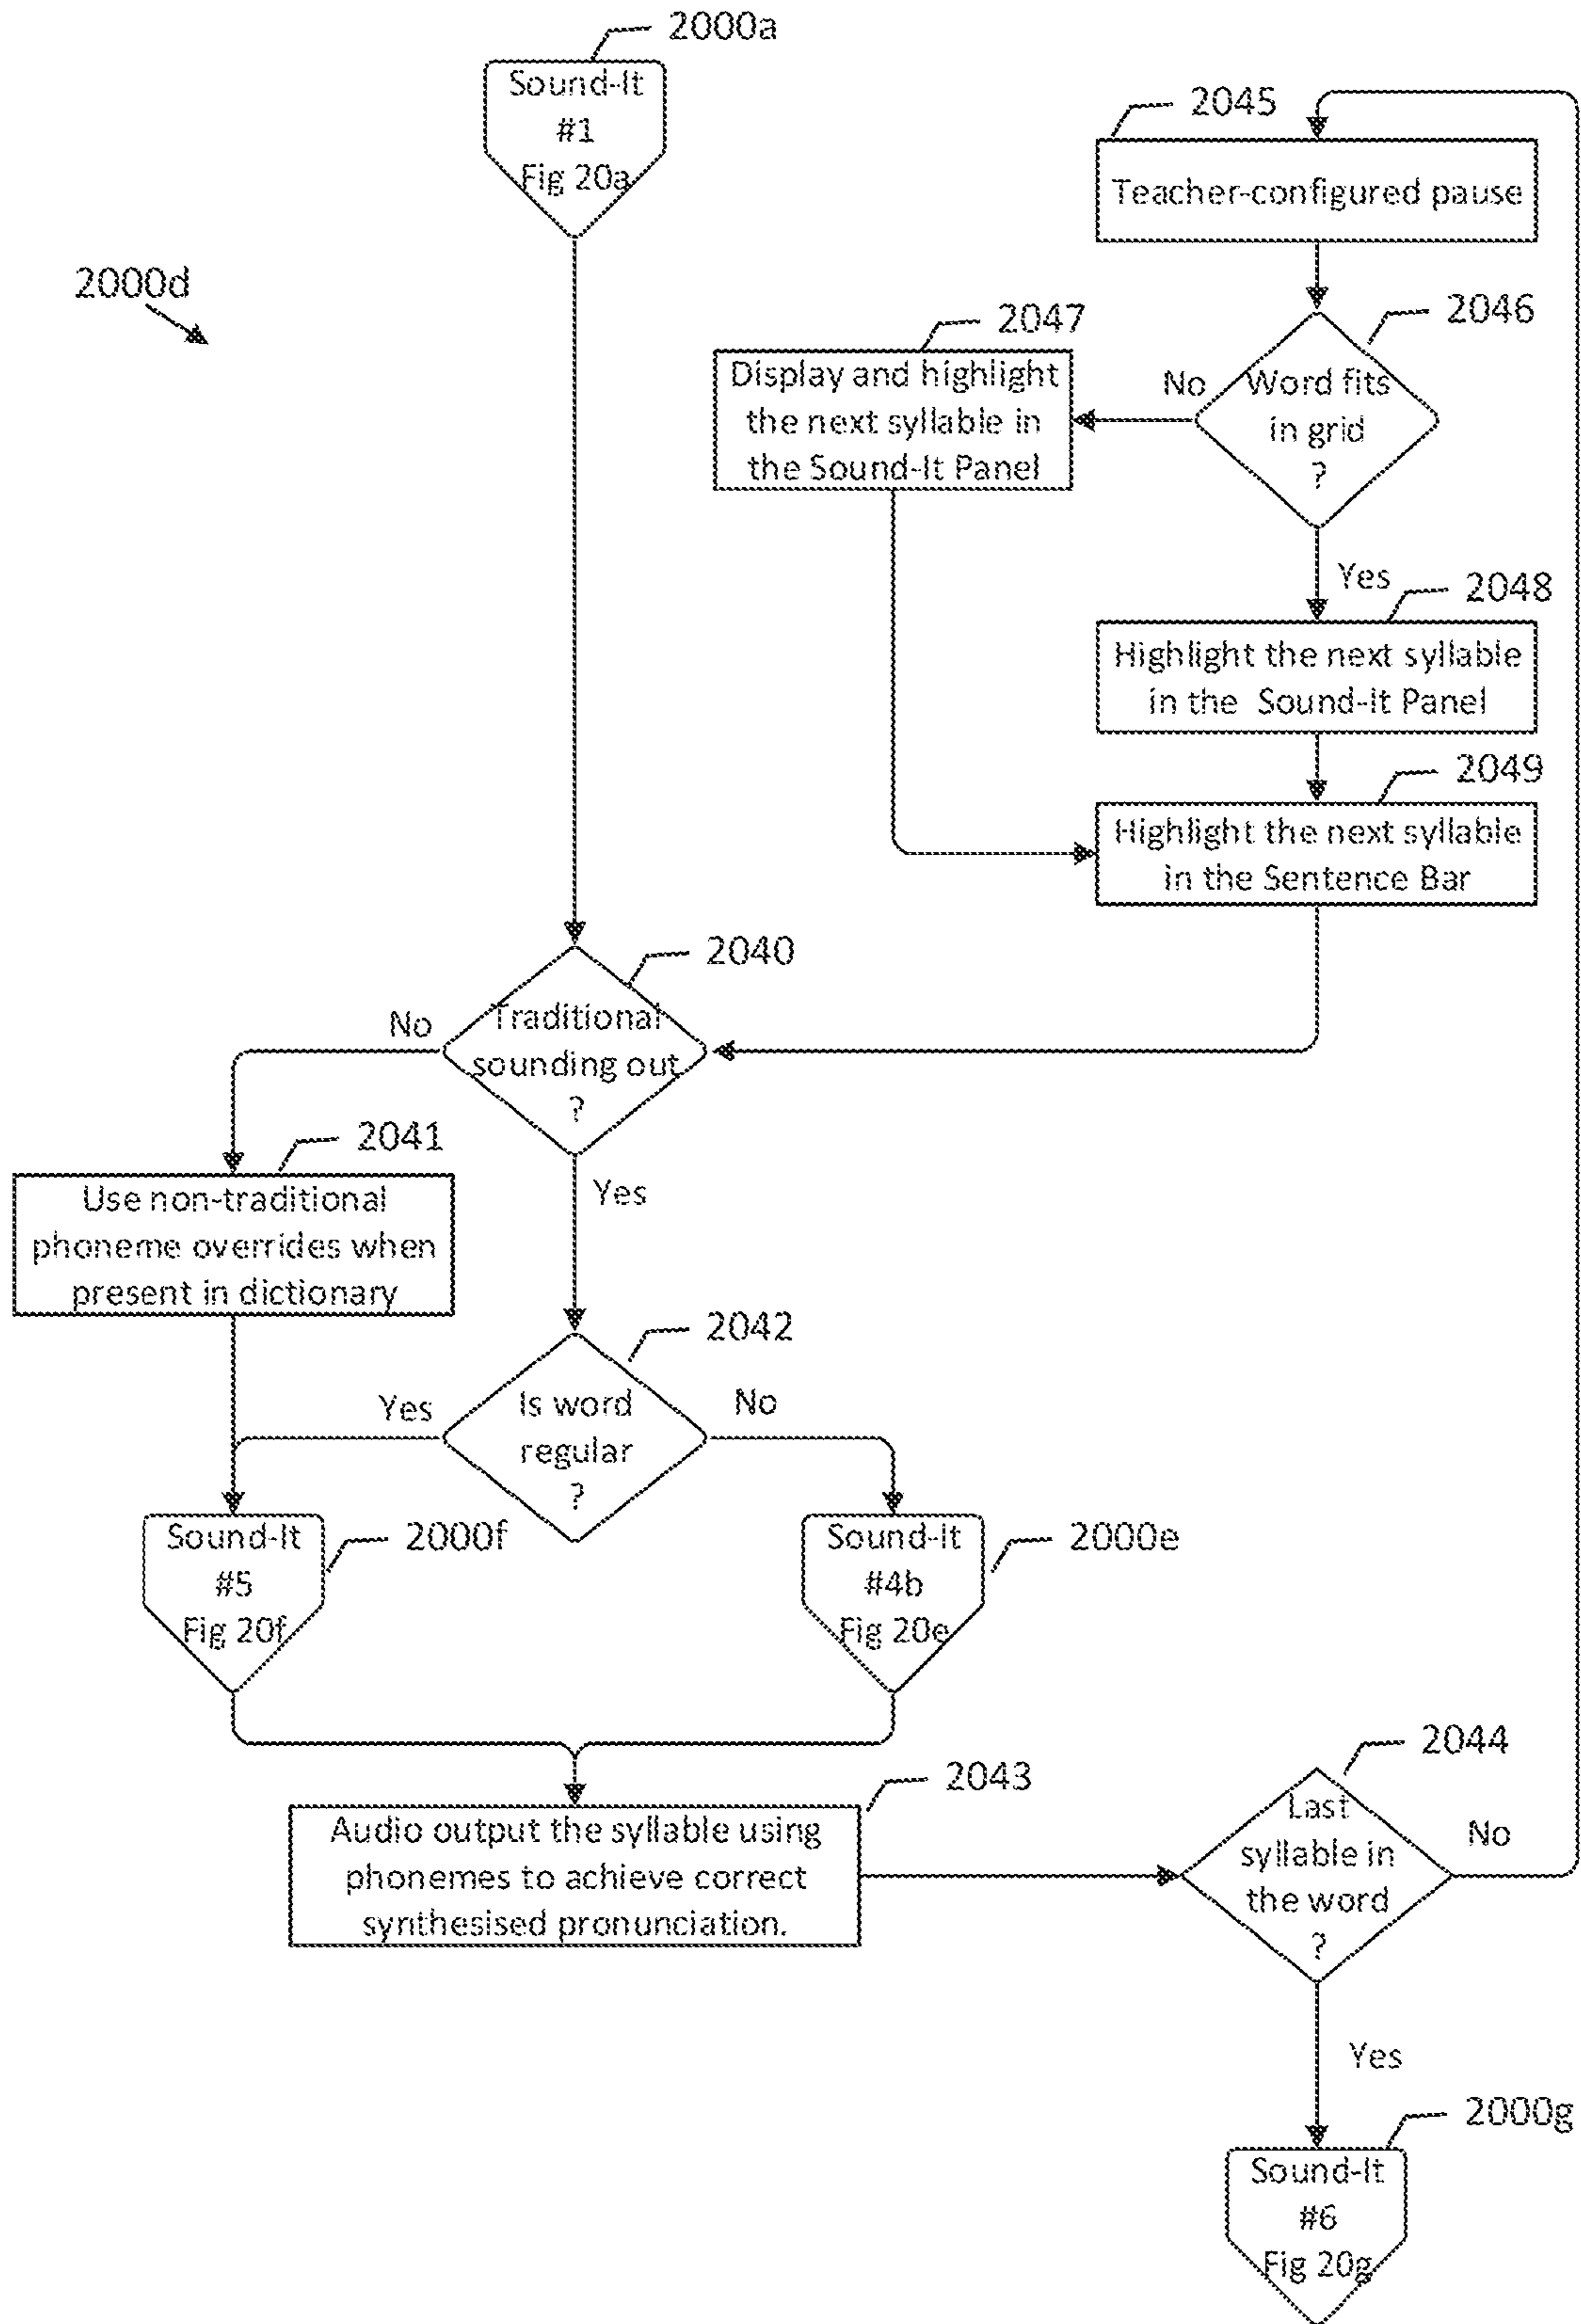 2000a
Sound-It
#1
Fig 20a
2045
Teacher-configured pause
2000d
2046
Word fits
in grid
?
No
2047
Display and highlight
the next syllable in
the Sound-It Panel
Yes
2048
Highlight the next syllable
in the Sound-It Panel
2049
Highlight the next syllable
in the Sentence Bar
2040
Traditional
sounding out
?
No
2041
Use non-traditional
phoneme overrides when
present in dictionary
Yes
2042
Is word
regular
?
Yes
No
Sound-It
#5
Fig 20f
2000f
Sound-It
#4b
Fig 20e
2000e
2043
Audio output the syllable using
phonemes to achieve correct
synthesised pronunciation.
2044
Last
syllable in
the word
?
No
Yes
2000g
Sound-It
#6
Fig 20g